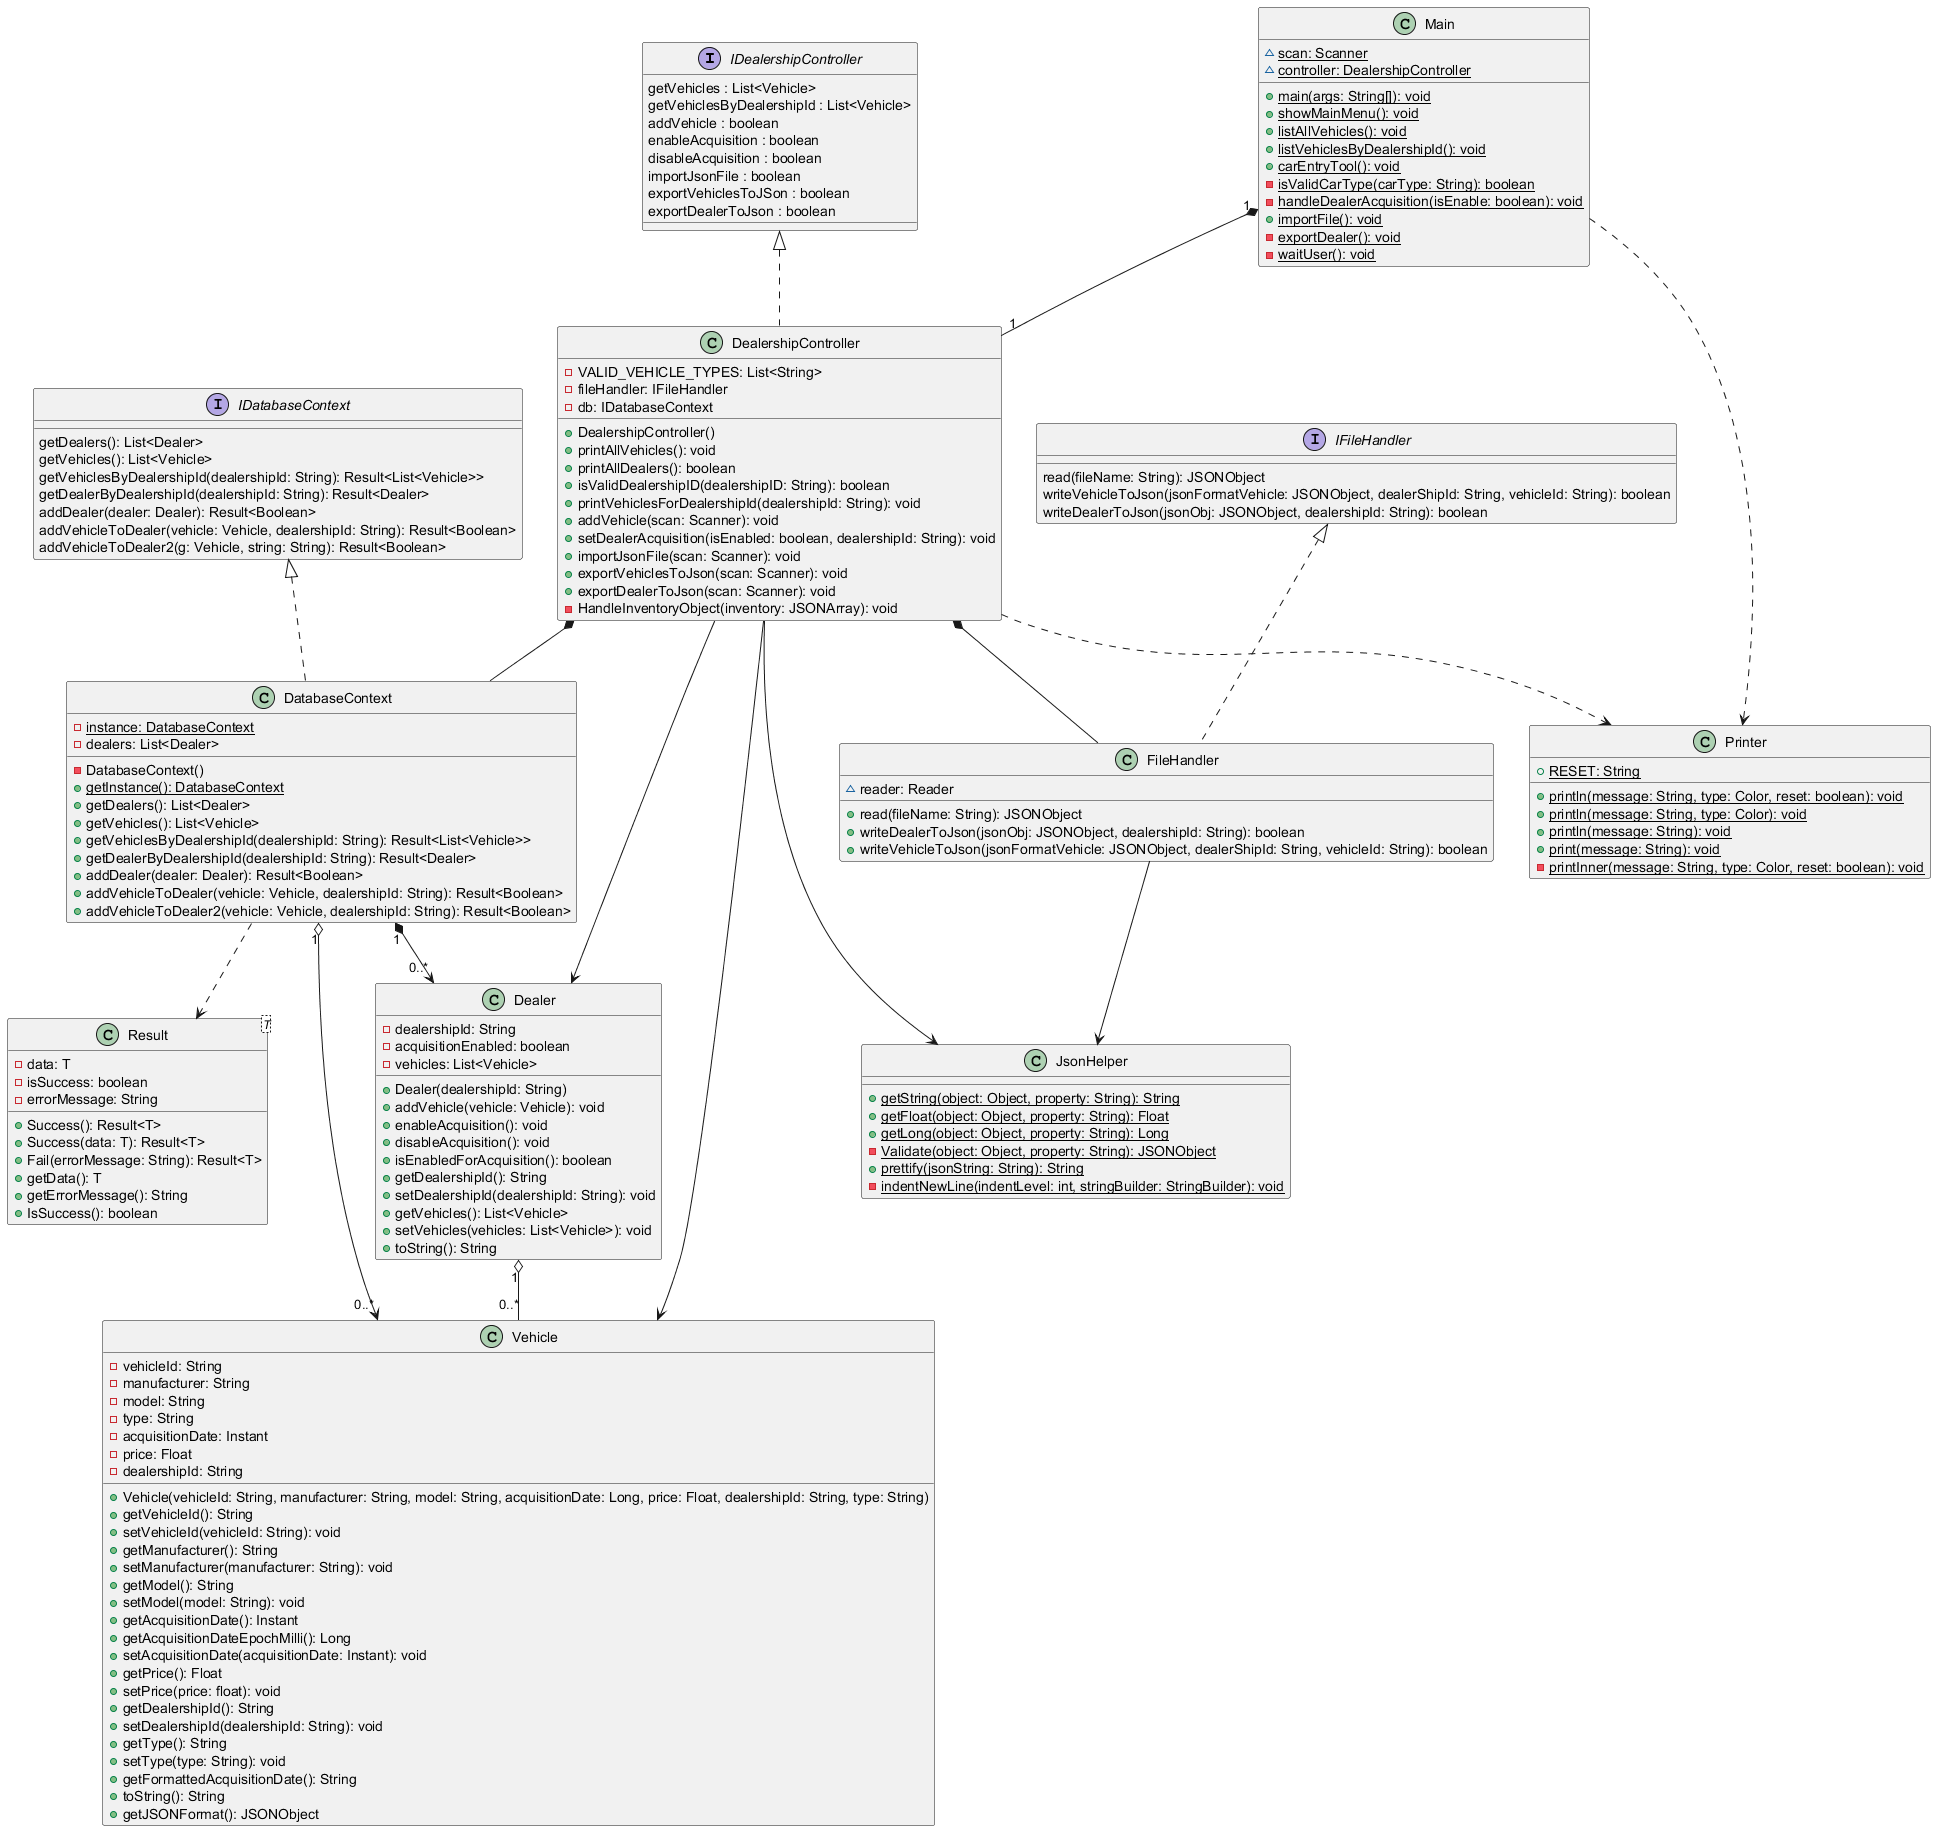 C Main
scan: Scanner
controller: DealershipController
main(args: String[]): void
showMainMenu(): void
listAllVehicles(): void
listVehiclesByDealershipId(): void
carEntryTool(): void
isValidCarType(carType: String): boolean
handleDealerAcquisition(isEnable: boolean): void
importFile(): void
exportDealer(): void
waitUser(): void
I IDealershipController
getVehicles : List<Vehicle>
getVehiclesByDealershipId : List<Vehicle>
addVehicle : boolean
enableAcquisition : boolean
disableAcquisition : boolean
importJsonFile : boolean
exportVehiclesToJSon : boolean
exportDealerToJson : boolean
1
1
C DealershipController
VALID_VEHICLE_TYPES: List<String>
fileHandler: IFileHandler
db: IDatabaseContext
DealershipController()
printAllVehicles(): void
printAllDealers(): boolean
isValidDealershipID(dealershipID: String): boolean
printVehiclesForDealershipId(dealershipId: String): void
addVehicle(scan: Scanner): void
setDealerAcquisition(isEnabled: boolean, dealershipId: String): void
importJsonFile(scan: Scanner): void
exportVehiclesToJson(scan: Scanner): void
exportDealerToJson(scan: Scanner): void
HandleInventoryObject(inventory: JSONArray): void
I IDatabaseContext
getDealers(): List<Dealer>
getVehicles(): List<Vehicle>
getVehiclesByDealershipId(dealershipId: String): Result<List<Vehicle>>
getDealerByDealershipId(dealershipId: String): Result<Dealer>
addDealer(dealer: Dealer): Result<Boolean>
addVehicleToDealer(vehicle: Vehicle, dealershipId: String): Result<Boolean>
addVehicleToDealer2(g: Vehicle, string: String): Result<Boolean>
I IFileHandler
read(fileName: String): JSONObject
writeVehicleToJson(jsonFormatVehicle: JSONObject, dealerShipId: String, vehicleId: String): boolean
writeDealerToJson(jsonObj: JSONObject, dealershipId: String): boolean
C DatabaseContext
instance: DatabaseContext
dealers: List<Dealer>
DatabaseContext()
getInstance(): DatabaseContext
getDealers(): List<Dealer>
getVehicles(): List<Vehicle>
getVehiclesByDealershipId(dealershipId: String): Result<List<Vehicle>>
getDealerByDealershipId(dealershipId: String): Result<Dealer>
addDealer(dealer: Dealer): Result<Boolean>
addVehicleToDealer(vehicle: Vehicle, dealershipId: String): Result<Boolean>
addVehicleToDealer2(vehicle: Vehicle, dealershipId: String): Result<Boolean>
C FileHandler
reader: Reader
read(fileName: String): JSONObject
writeDealerToJson(jsonObj: JSONObject, dealershipId: String): boolean
writeVehicleToJson(jsonFormatVehicle: JSONObject, dealerShipId: String, vehicleId: String): boolean
C Printer
RESET: String
println(message: String, type: Color, reset: boolean): void
println(message: String, type: Color): void
println(message: String): void
print(message: String): void
printInner(message: String, type: Color, reset: boolean): void
1
1
0..*
C Result
T
data: T
isSuccess: boolean
errorMessage: String
Success(): Result<T>
Success(data: T): Result<T>
Fail(errorMessage: String): Result<T>
getData(): T
getErrorMessage(): String
IsSuccess(): boolean
C Dealer
dealershipId: String
acquisitionEnabled: boolean
vehicles: List<Vehicle>
Dealer(dealershipId: String)
addVehicle(vehicle: Vehicle): void
enableAcquisition(): void
disableAcquisition(): void
isEnabledForAcquisition(): boolean
getDealershipId(): String
setDealershipId(dealershipId: String): void
getVehicles(): List<Vehicle>
setVehicles(vehicles: List<Vehicle>): void
toString(): String
C JsonHelper
getString(object: Object, property: String): String
getFloat(object: Object, property: String): Float
getLong(object: Object, property: String): Long
Validate(object: Object, property: String): JSONObject
prettify(jsonString: String): String
indentNewLine(indentLevel: int, stringBuilder: StringBuilder): void
1
0..*
0..*
C Vehicle
vehicleId: String
manufacturer: String
model: String
type: String
acquisitionDate: Instant
price: Float
dealershipId: String
Vehicle(vehicleId: String, manufacturer: String, model: String, acquisitionDate: Long, price: Float, dealershipId: String, type: String)
getVehicleId(): String
setVehicleId(vehicleId: String): void
getManufacturer(): String
setManufacturer(manufacturer: String): void
getModel(): String
setModel(model: String): void
getAcquisitionDate(): Instant
getAcquisitionDateEpochMilli(): Long
setAcquisitionDate(acquisitionDate: Instant): void
getPrice(): Float
setPrice(price: float): void
getDealershipId(): String
setDealershipId(dealershipId: String): void
getType(): String
setType(type: String): void
getFormattedAcquisitionDate(): String
toString(): String
getJSONFormat(): JSONObject